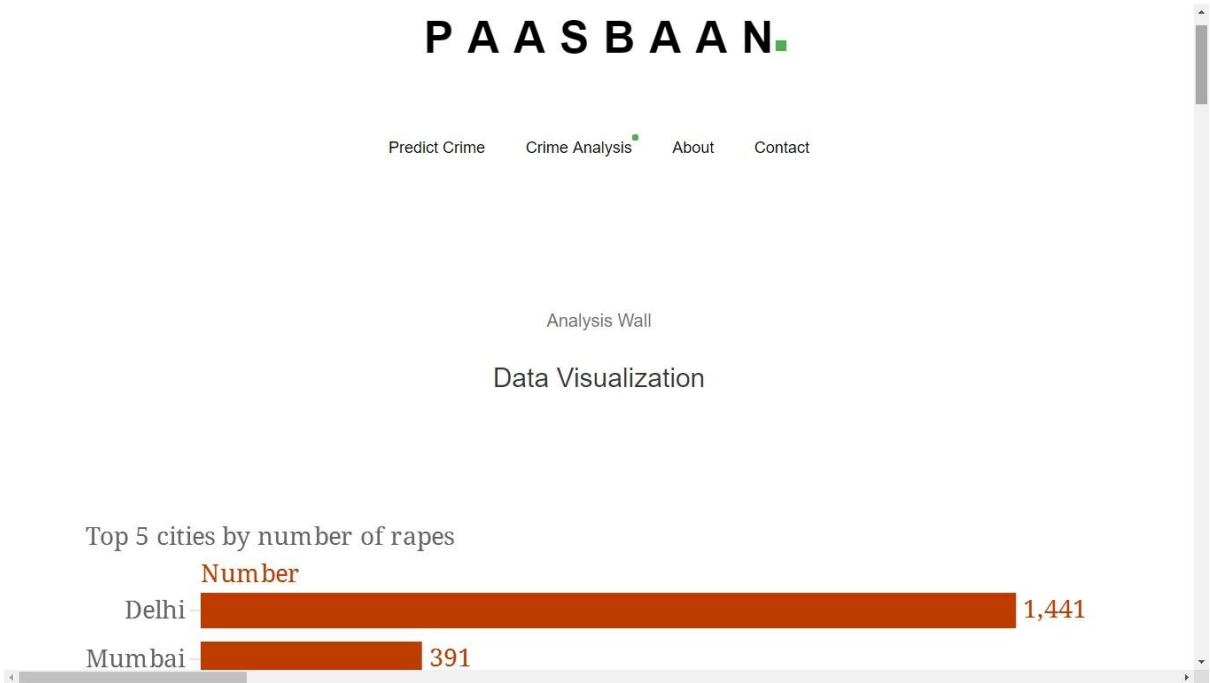 PAASBAAN.
Predict Crime Crime Analysis About Contact
Analysis Wall
Data Visualization
Top 5 cities by number of rapes
Number
Delhi 1,441
Mumbai 391